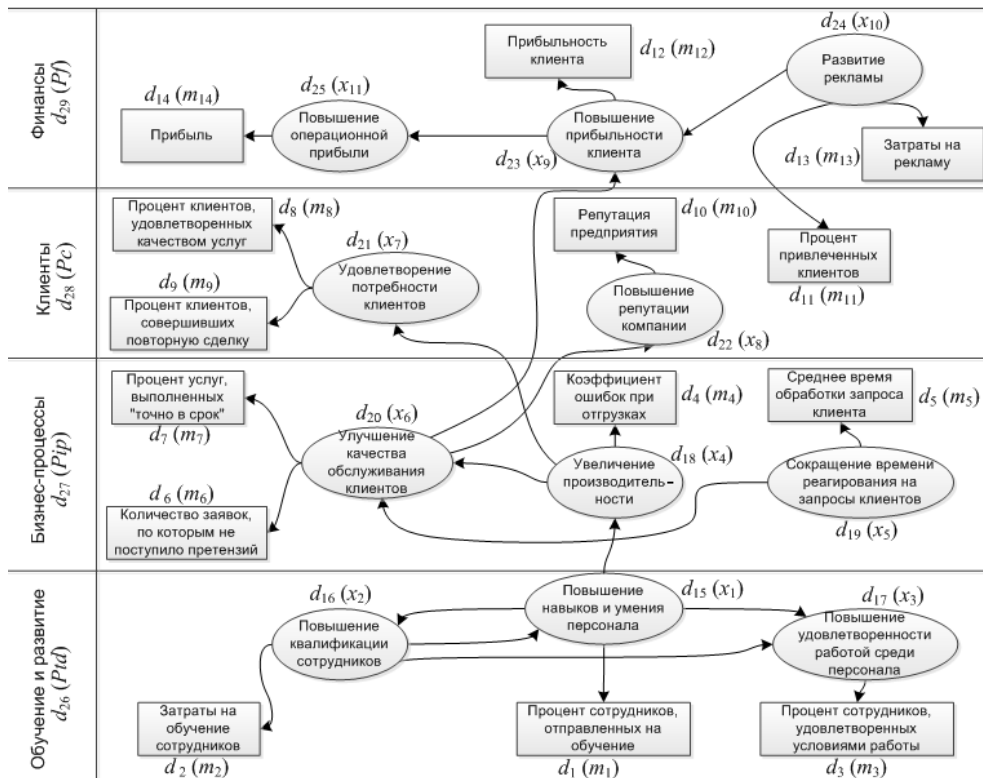 Финансы
d29 (Pf)
d24 (x10)
Развитие
рекламы
Прибыльность
клиента
d12 (m12)
d25 (x11)
d14 (m14)
Прибыль
Повышение
операционной
прибыли
Повышение
прибыльности
клиента
d23 (x9)
d13 (m13)
Затраты на
рекламу
Клиенты
d28 (Pc)
Процент клиентов,
удовлетворенных
качеством услуг
d8 (m8)
d21 (x7)
Удовлетворение
потребности
клиентов
d9 (m9)
Процент клиентов,
совершивших
повторную сделку
Репутация
предприятия
d10 (m10)
Повышение
репутации
компании
d22 (x8)
Процент
привлеченных
клиентов
d11 (m11)
Бизнес-процессы
d27 (Pip)
Процент услуг,
выполненных
"точно в срок"
d7 (m7)
d20 (x6)
Улучшение
качества
обслуживания
клиентов
d6 (m6)
Количество заявок,
по которым не
поступило претензий
Коэффициент
ошибок при
отгрузках
d4 (m4)
d18 (x4)
Увеличение
производитель-
ности
Среднее время
обработки запроса
клиента
d5 (m5)
Сокращение времени
реагирования на
запросы клиентов
d19 (x5)
Обучение и развитие
d26 (Ptd)
d16 (x2)
Повышение
квалификации
сотрудников
Повышение
навыков и умения
персонала
d15 (x1)
d17 (x3)
Повышение
удовлетворенности
работой среди
персонала
Затраты на
обучение
сотрудников
d2 (m2)
Процент сотрудников,
отправленных на
обучение
d1 (m1)
Процент сотрудников,
удовлетворенных
условиями работы
d3 (m3)